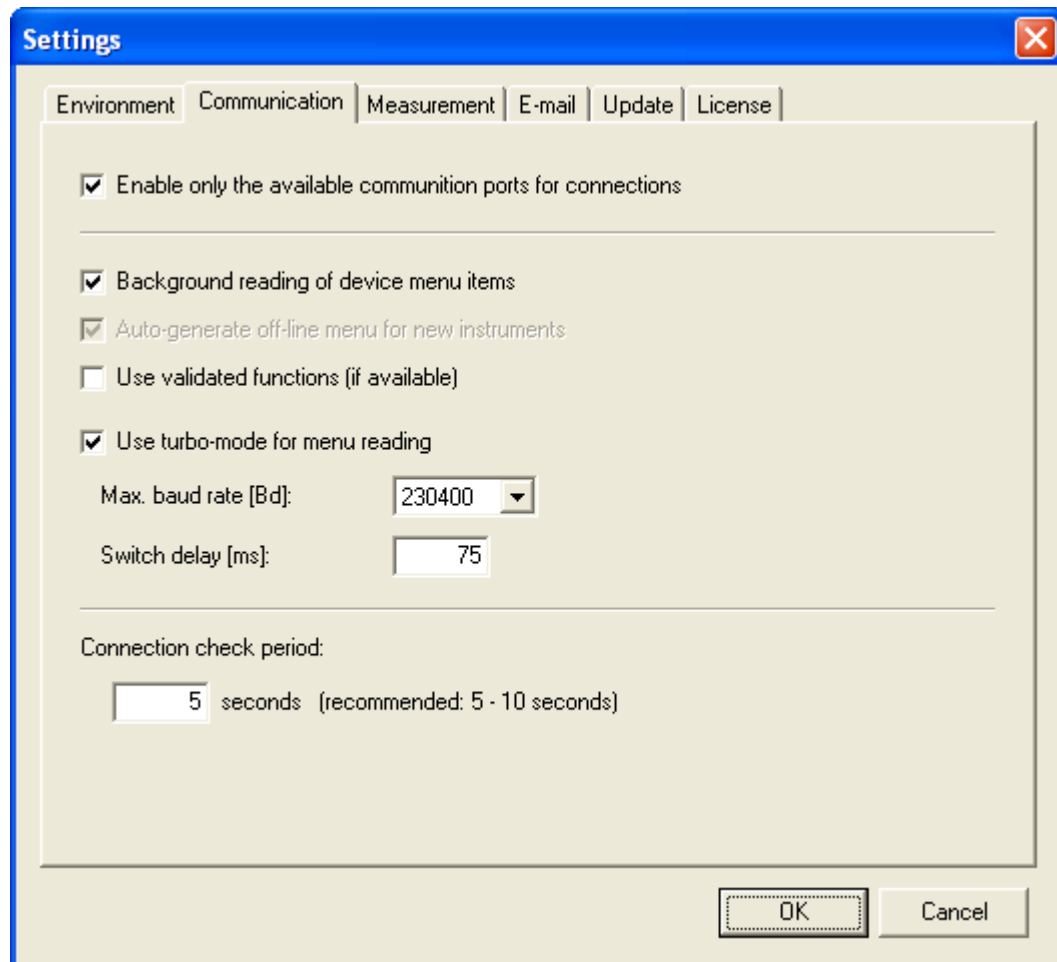 Settings
Environment Communication Measurement E-mail Update License
Enable only the available communition ports for connections
Background reading of device menu items
Auto-generate off-line menu for new instruments
Use validated functions (if available)
Use turbo-mode for menu reading
Max. baud rate [Bd]: 230400
Switch delay [ms]: 75
Connection check period:
5 seconds (recommended: 5 - 10 seconds)
OK Cancel